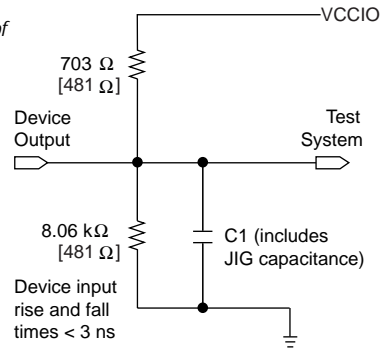 of
VCCIO
703 Ω
[481 Ω]
Device
Output
Test
System
8.06 kΩ
[481 Ω]
C1 (includes
JIG capacitance)
Device input
rise and fall
times < 3 ns